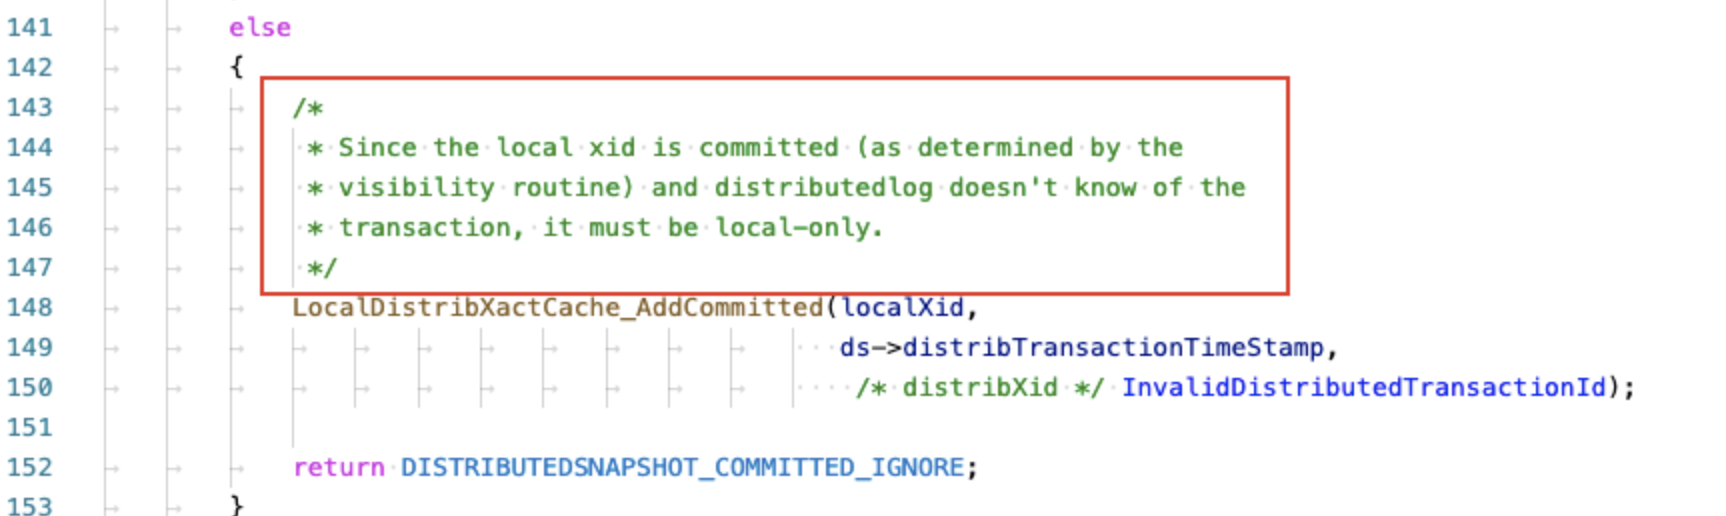 141 else
142 {
143 /*
144 * Since the local xid is committed (as determined by the
145 * visibility routine) and distributedlog doesn't know of the
146 * transaction, it must be local-only.
147 */
148 LocalDistribXactCache_AddCommitted(localXid,
149 ds->distribTransactionTimeStamp,
150 /* distribXid */ InvalidDistributedTransactionId);
151
152 return DISTRIBUTEDSNAPSHOT_COMMITTED_IGNORE;
153 }